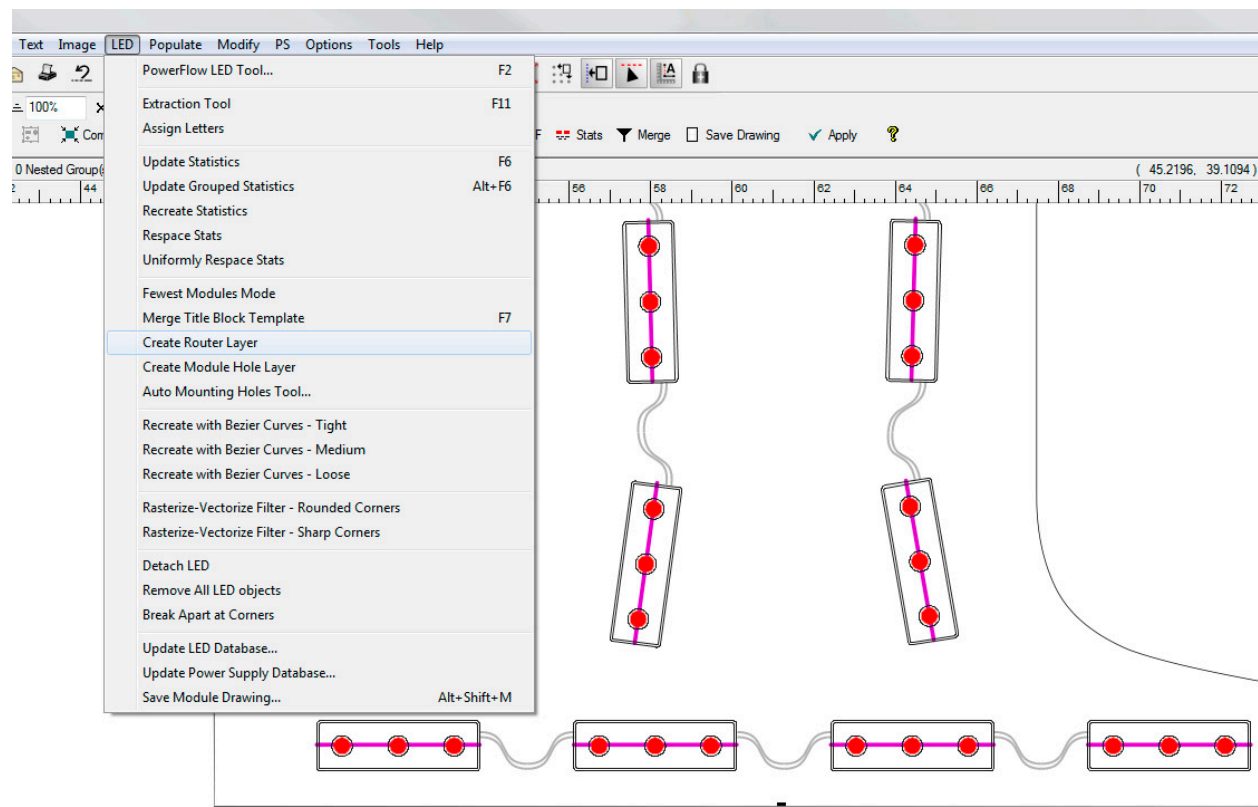 Text Image LED Populate Modify PS Options Tools Help
100%
Stats Merge Save Drawing Apply
0 Nested Group(
( 45.2196, 39.1094 )
44 56 58 60 62 64 66 68 70 72
PowerFlow LED Tool... F2
Extraction Tool F11
Assign Letters
Update Statistics F6
Update Grouped Statistics Alt+F6
Recreate Statistics
Respace Stats
Uniformly Respace Stats
Fewest Modules Mode
Merge Title Block Template F7
Create Router Layer
Create Module Hole Layer
Auto Mounting Holes Tool...
Recreate with Bezier Curves - Tight
Recreate with Bezier Curves - Medium
Recreate with Bezier Curves - Loose
Rasterize-Vectorize Filter - Rounded Corners
Rasterize-Vectorize Filter - Sharp Corners
Detach LED
Remove All LED objects
Break Apart at Corners
Update LED Database...
Update Power Supply Database...
Save Module Drawing... Alt+Shift+M